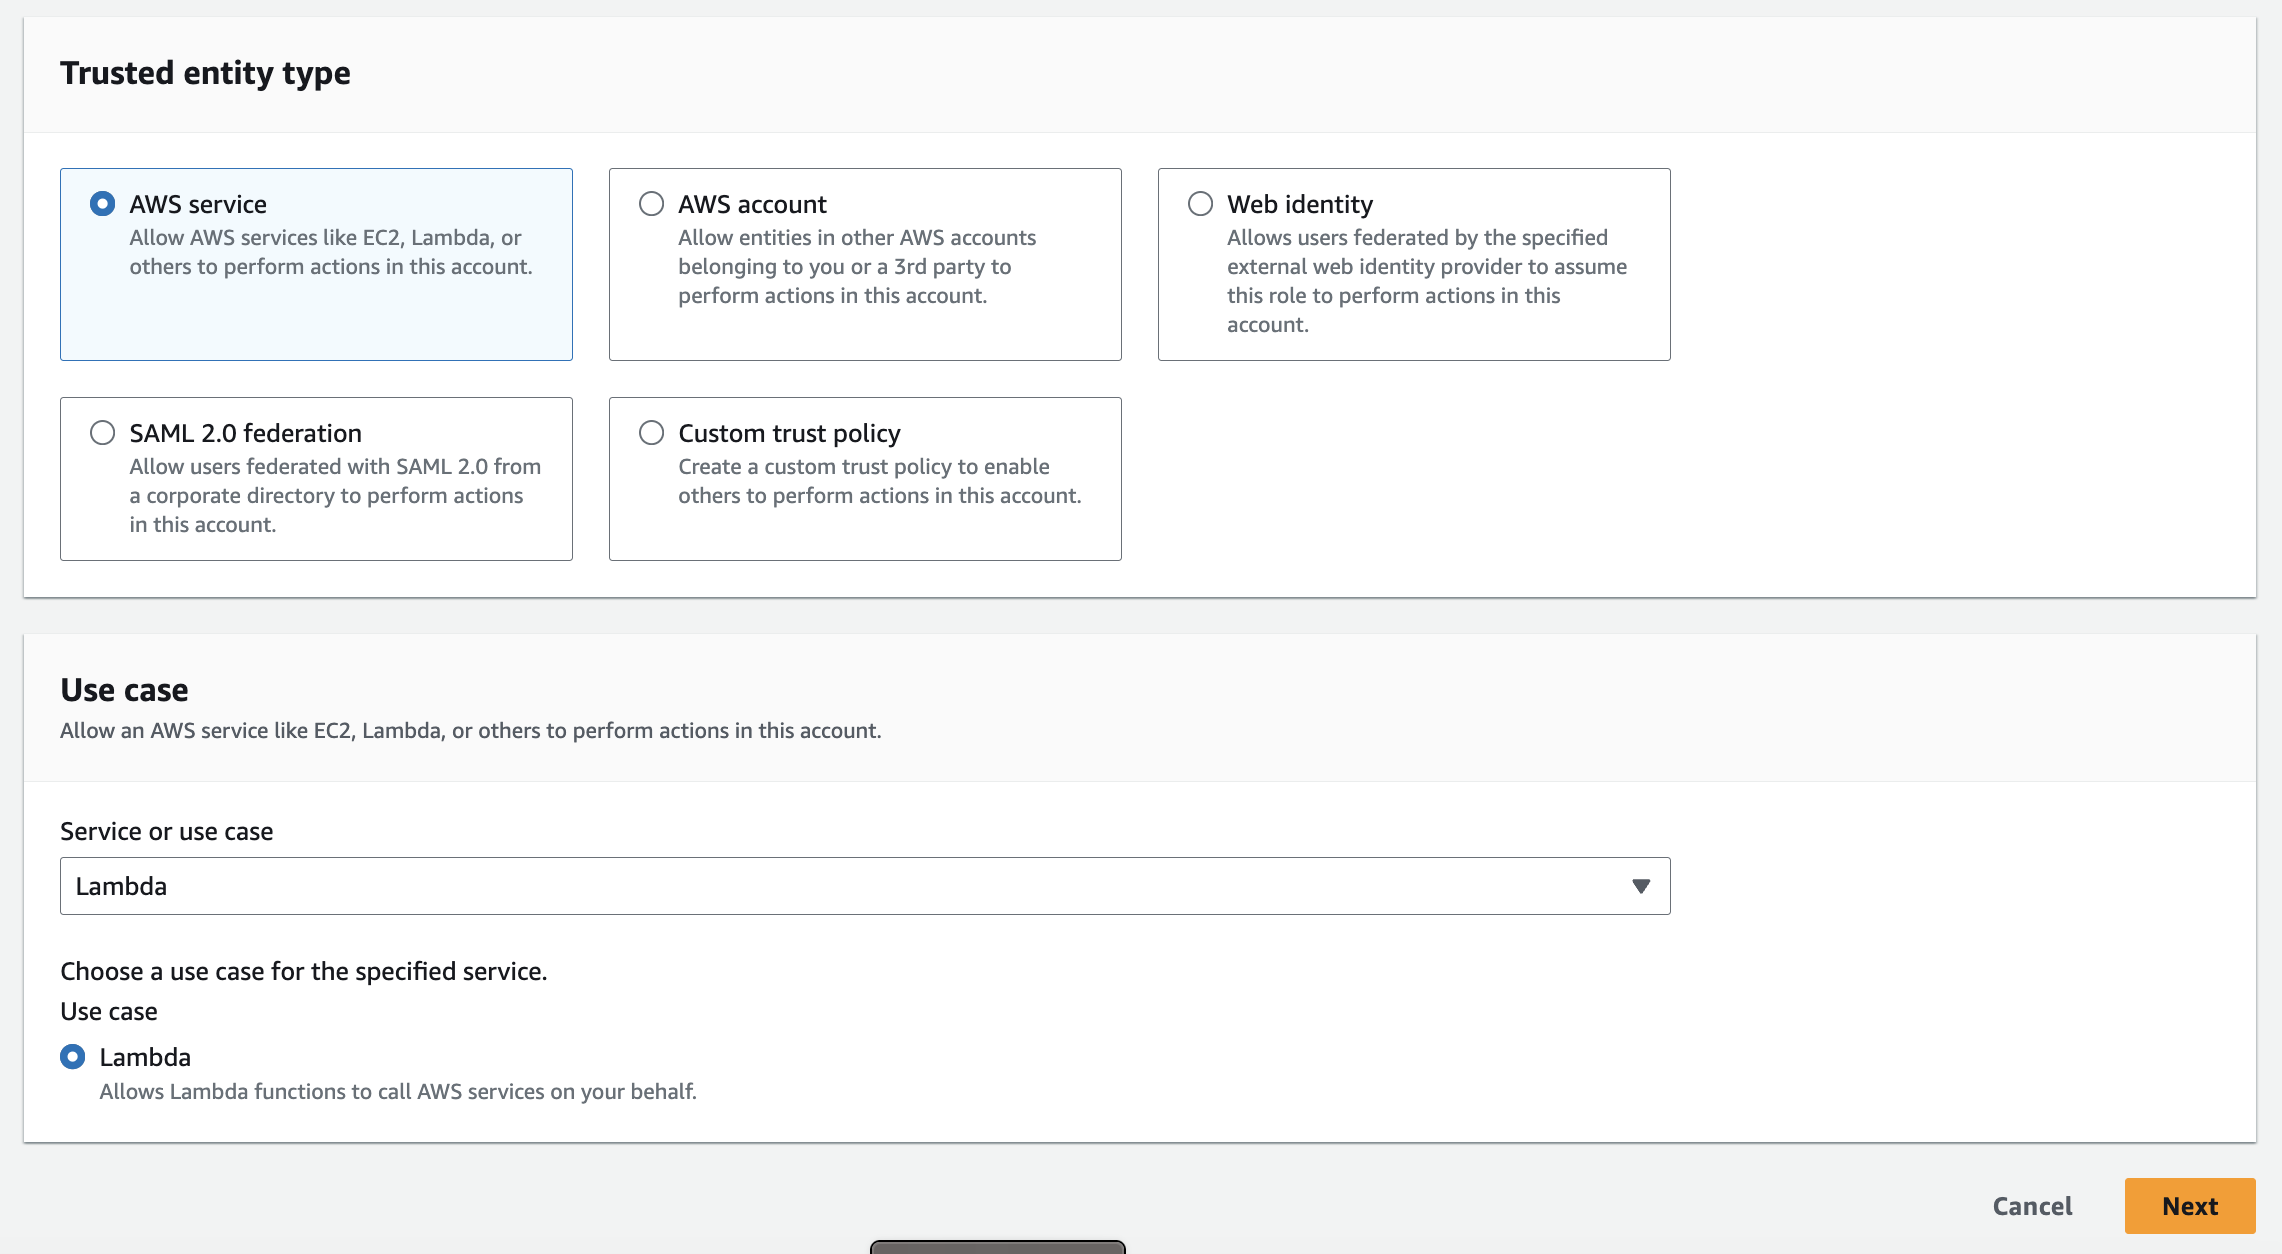 Trusted entity type
AWS service
Allow AWS services like EC2, Lambda, or
others to perform actions in this account.
AWS account
Allow entities in other AWS accounts
belonging to you or a 3rd party to
perform actions in this account.
Web identity
Allows users federated by the specified
external web identity provider to assume
this role to perform actions in this
account.
SAML 2.0 federation
Allow users federated with SAML 2.0 from
a corporate directory to perform actions
in this account.
Custom trust policy
Create a custom trust policy to enable
others to perform actions in this account.
Use case
Allow an AWS service like EC2, Lambda, or others to perform actions in this account.
Service or use case
Lambda
Choose a use case for the specified service.
Use case
Lambda
Allows Lambda functions to call AWS services on your behalf.
Cancel
Next